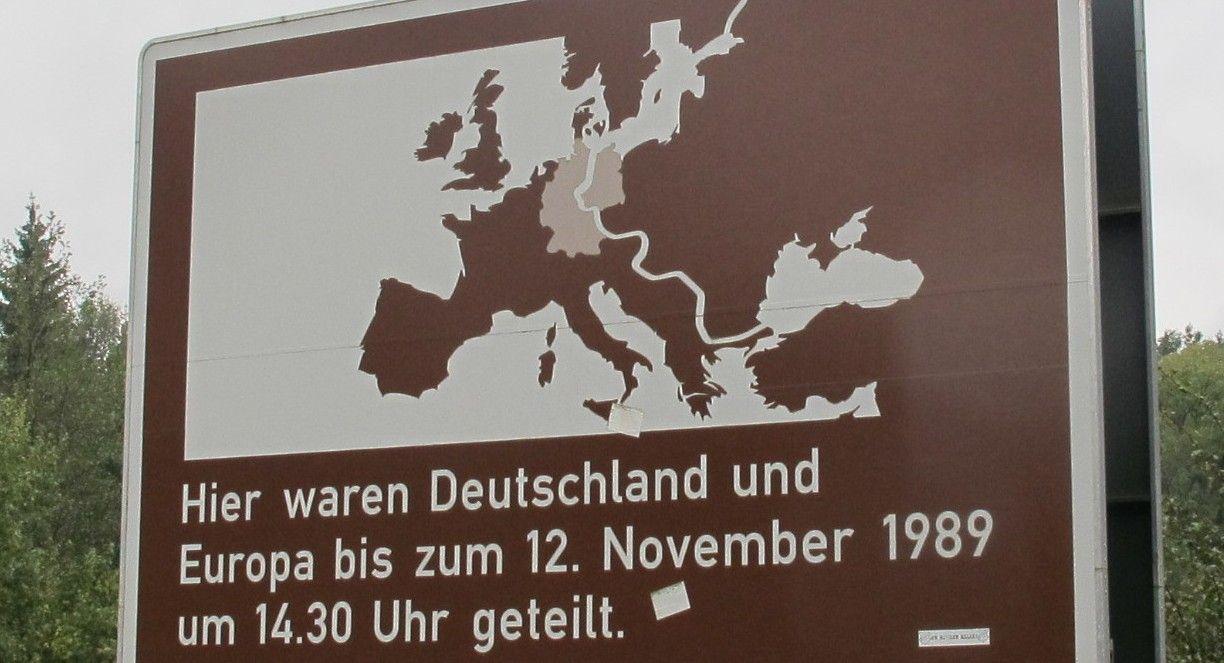 Hier waren Deutschland und
Europa bis zum 12. November 1989
um 14.30 Uhr geteilt.